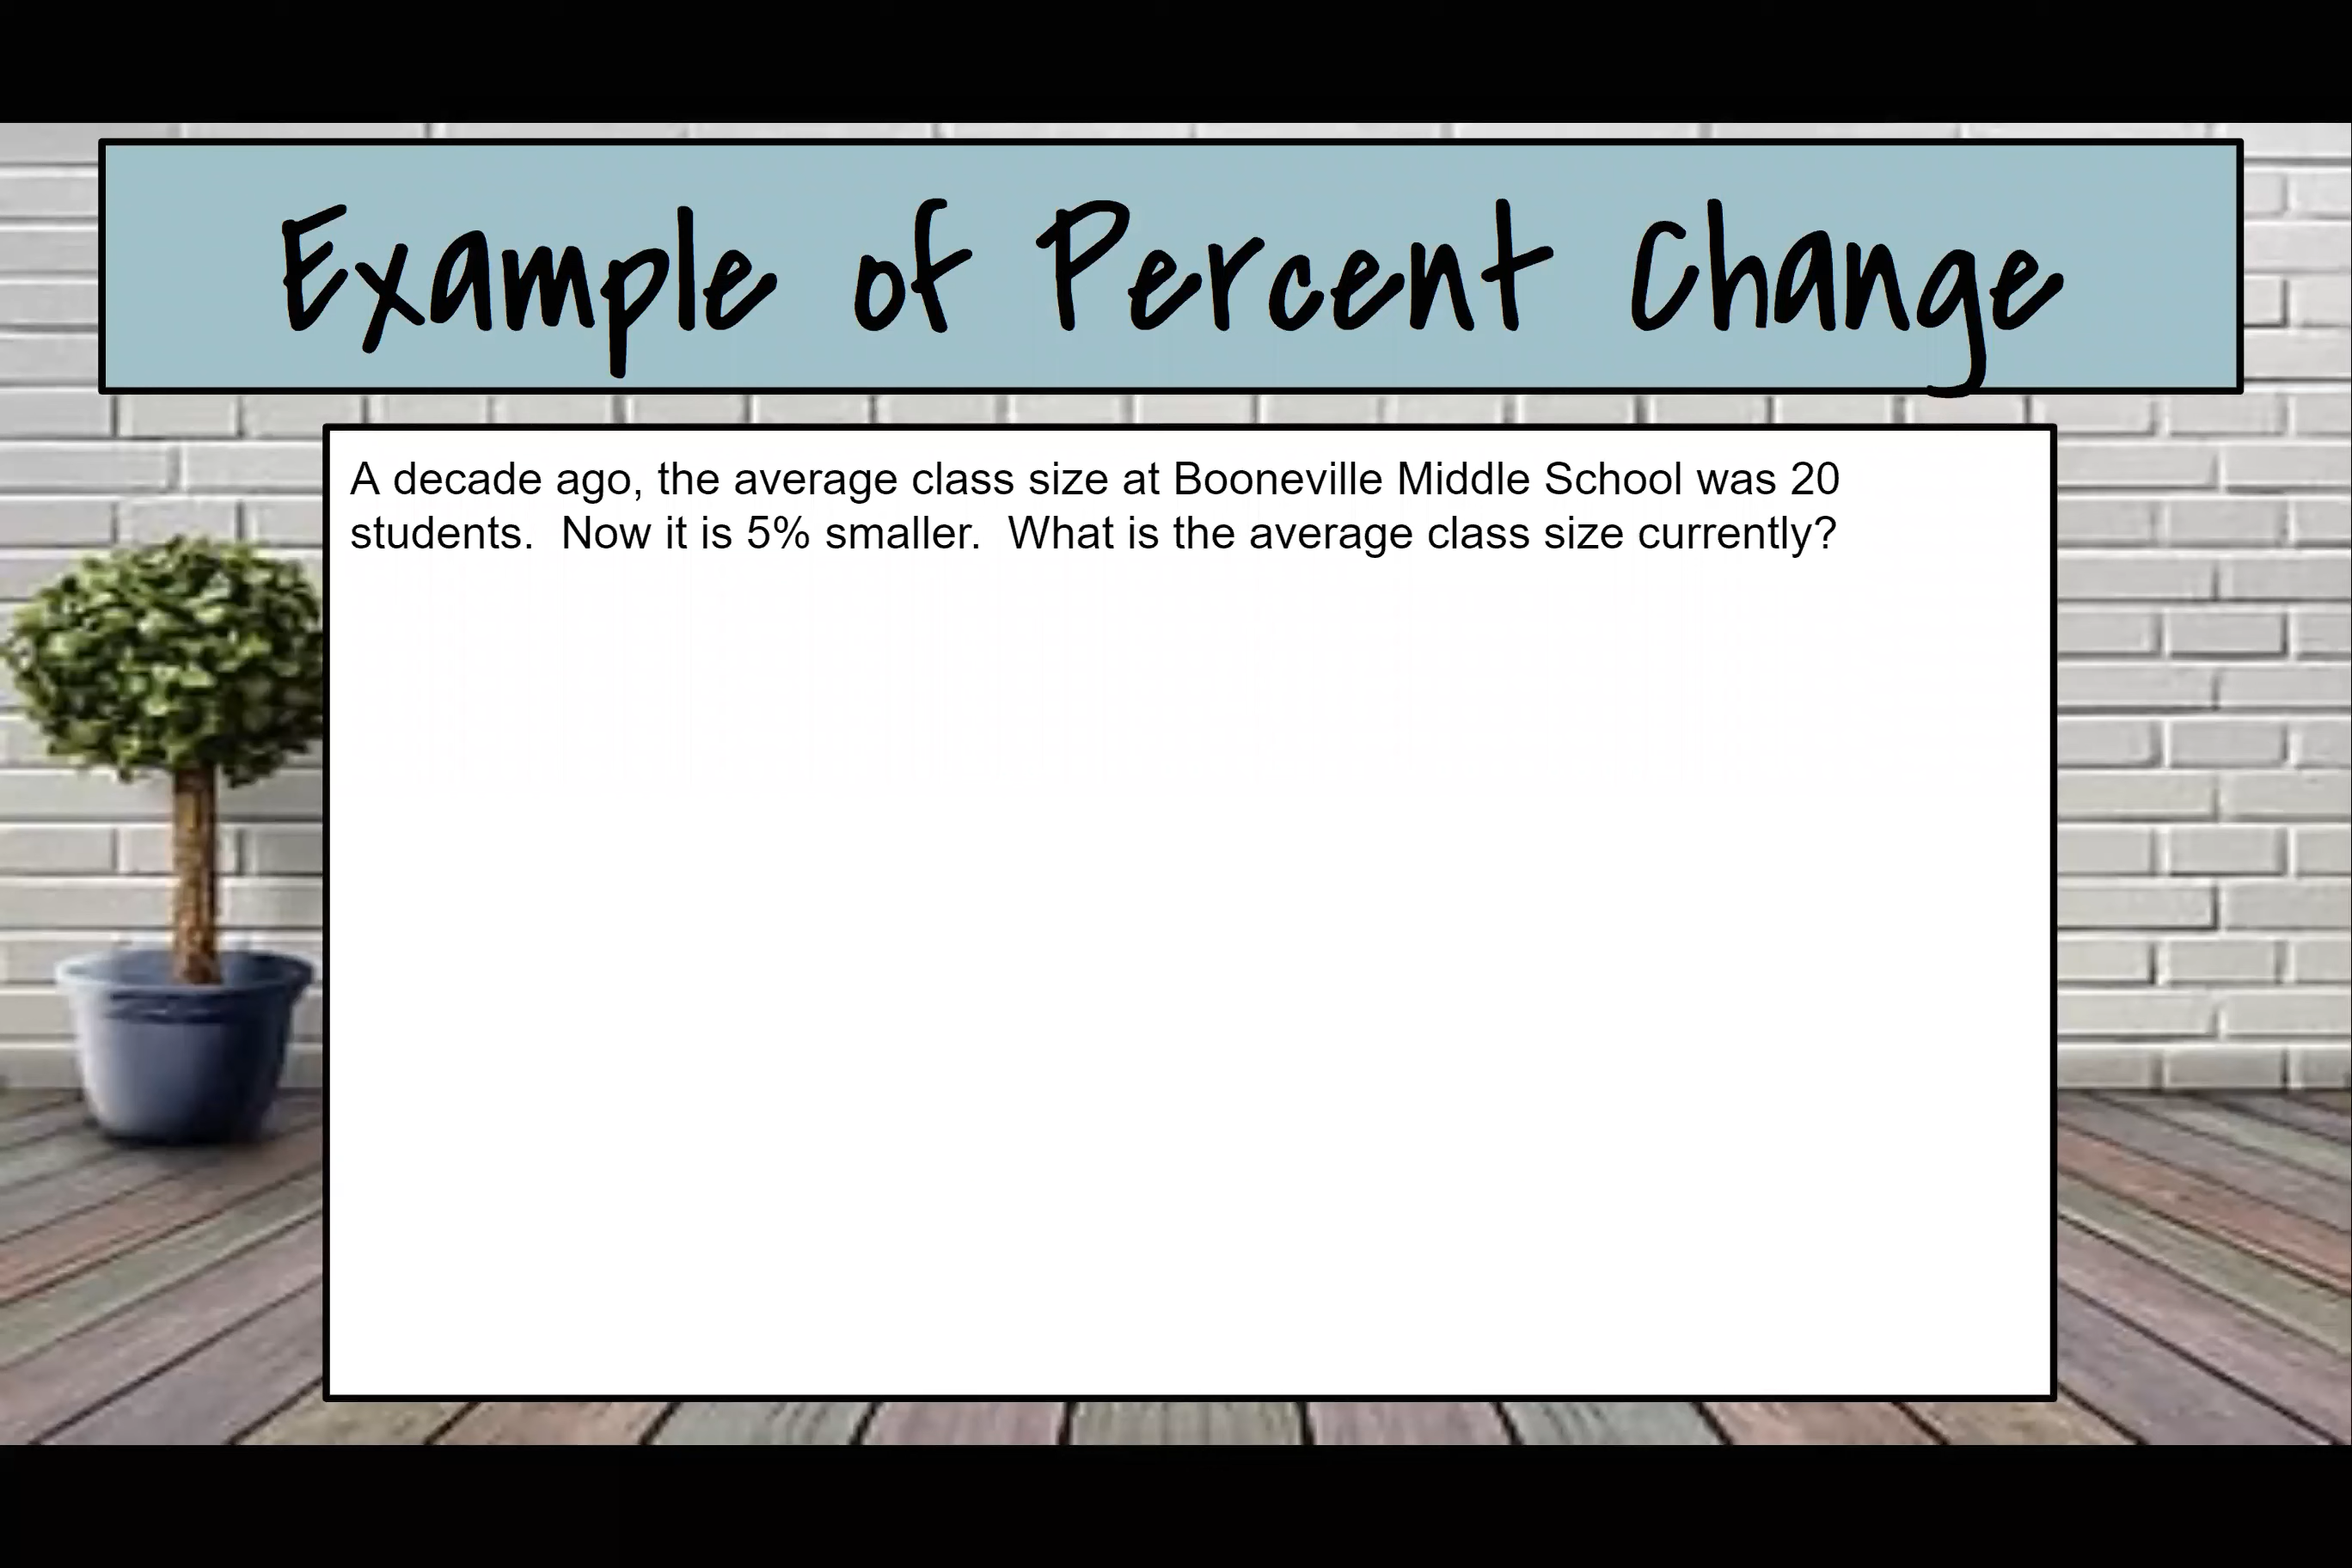 Example of Percent Change
A decade ago, the average class size at Booneville Middle School was 20
students.  Now it is 5% smaller.  What is the average class size currently?